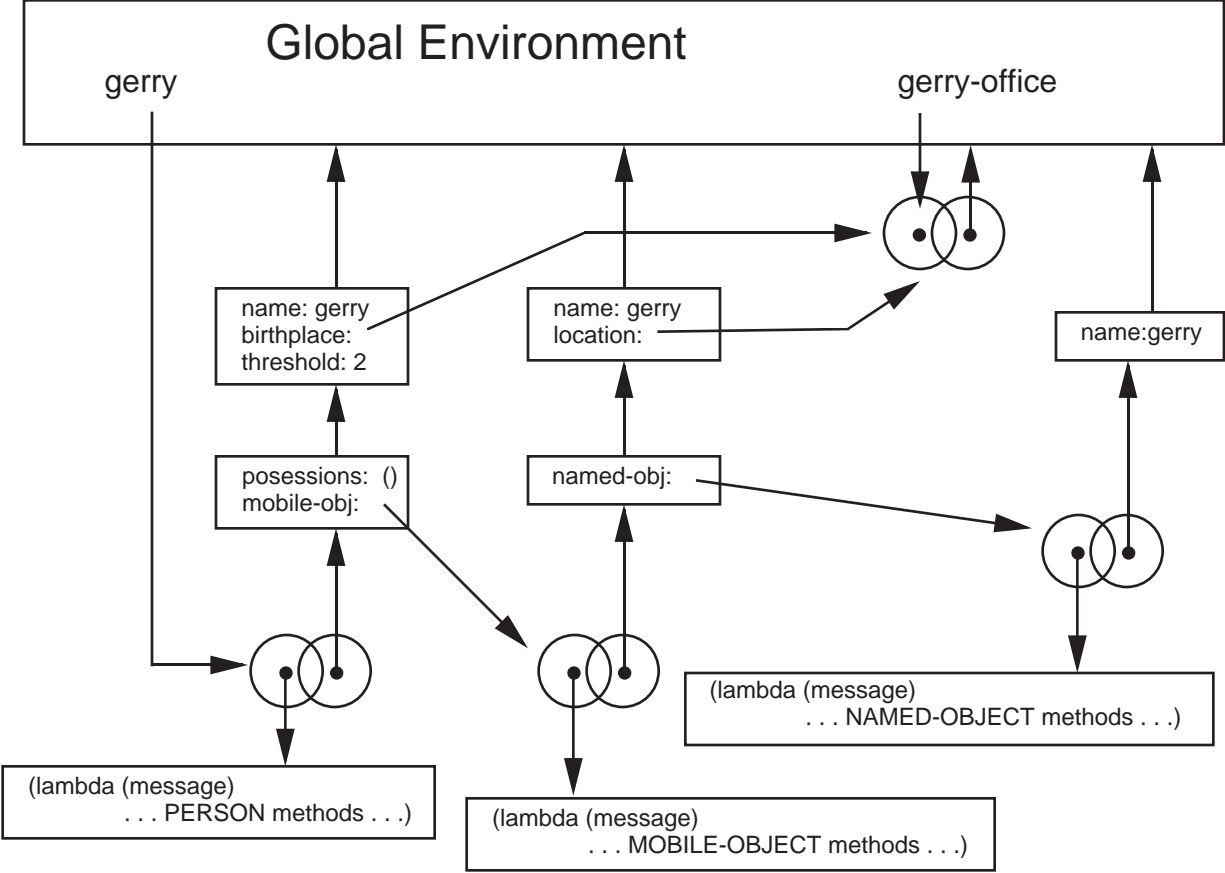 Global Environment
gerry
gerry-office
name: gerry
birthplace:
threshold: 2
name: gerry
location:
name:gerry
posessions: ()
mobile-obj:
named-obj:
(lambda (message)
. . . NAMED-OBJECT methods . . .)
(lambda (message)
. . . PERSON methods . . .)
(lambda (message)
. . . MOBILE-OBJECT methods . . .)